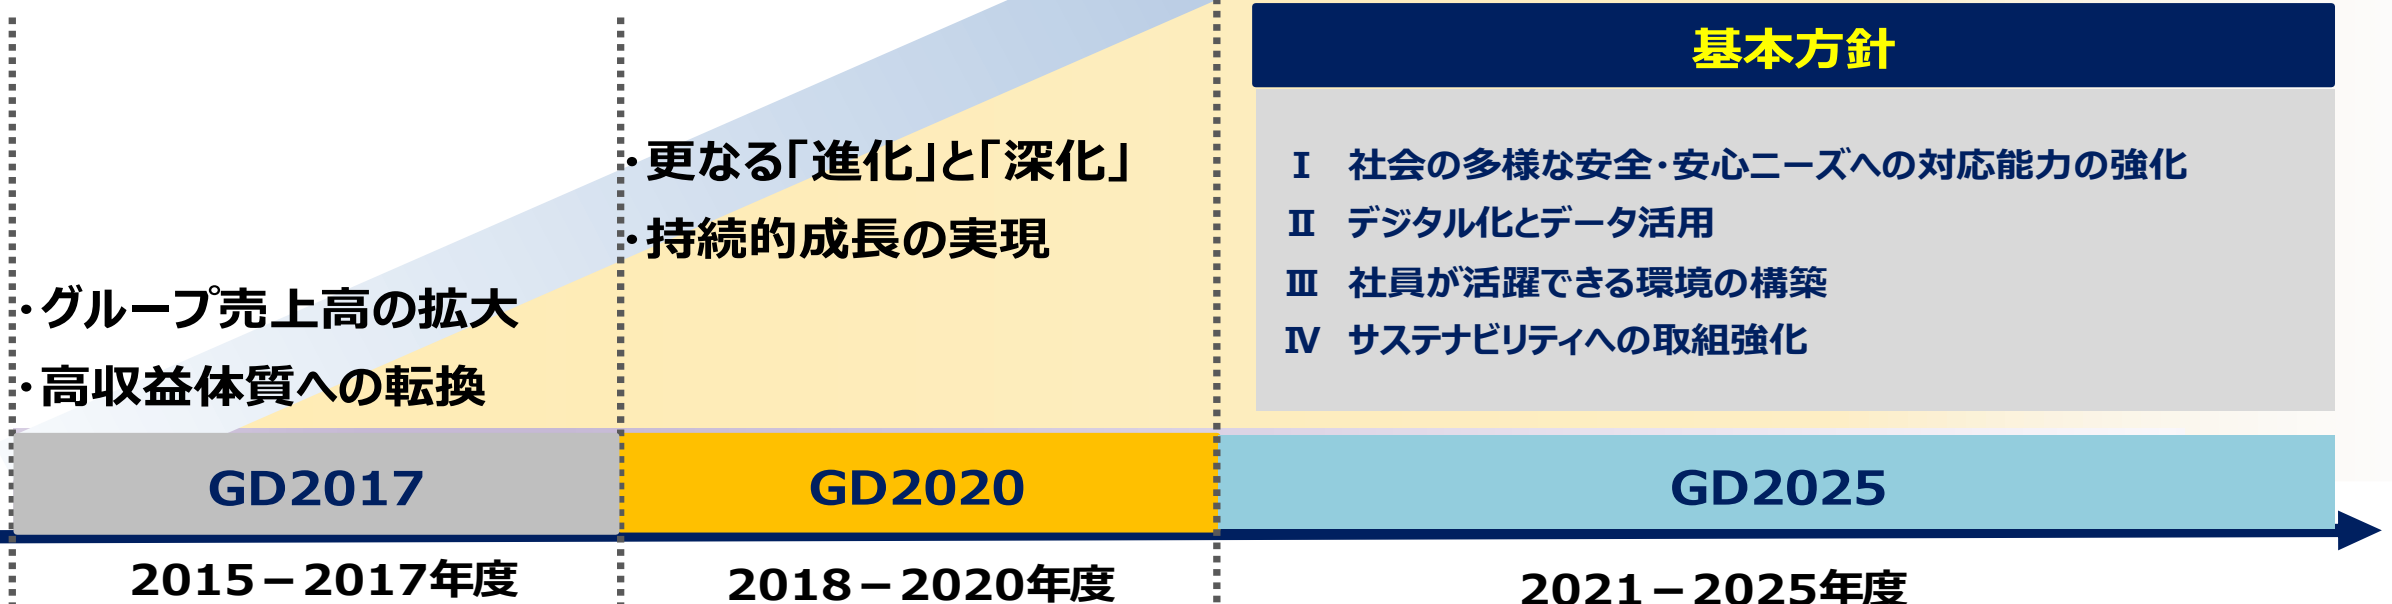 基本方針
Ⅰ 社会の多様な安全・安心ニーズへの対応能力の強化
Ⅱ デジタル化とデータ活用
Ⅲ 社員が活躍できる環境の構築
Ⅳ サステナビリティへの取組強化
・更なる「進化」と「深化」
・持続的成長の実現
・グループ売上高の拡大
・高収益体質への転換
GD2017
GD2020
GD2025
2015－2017年度
2018－2020年度
2021－2025年度